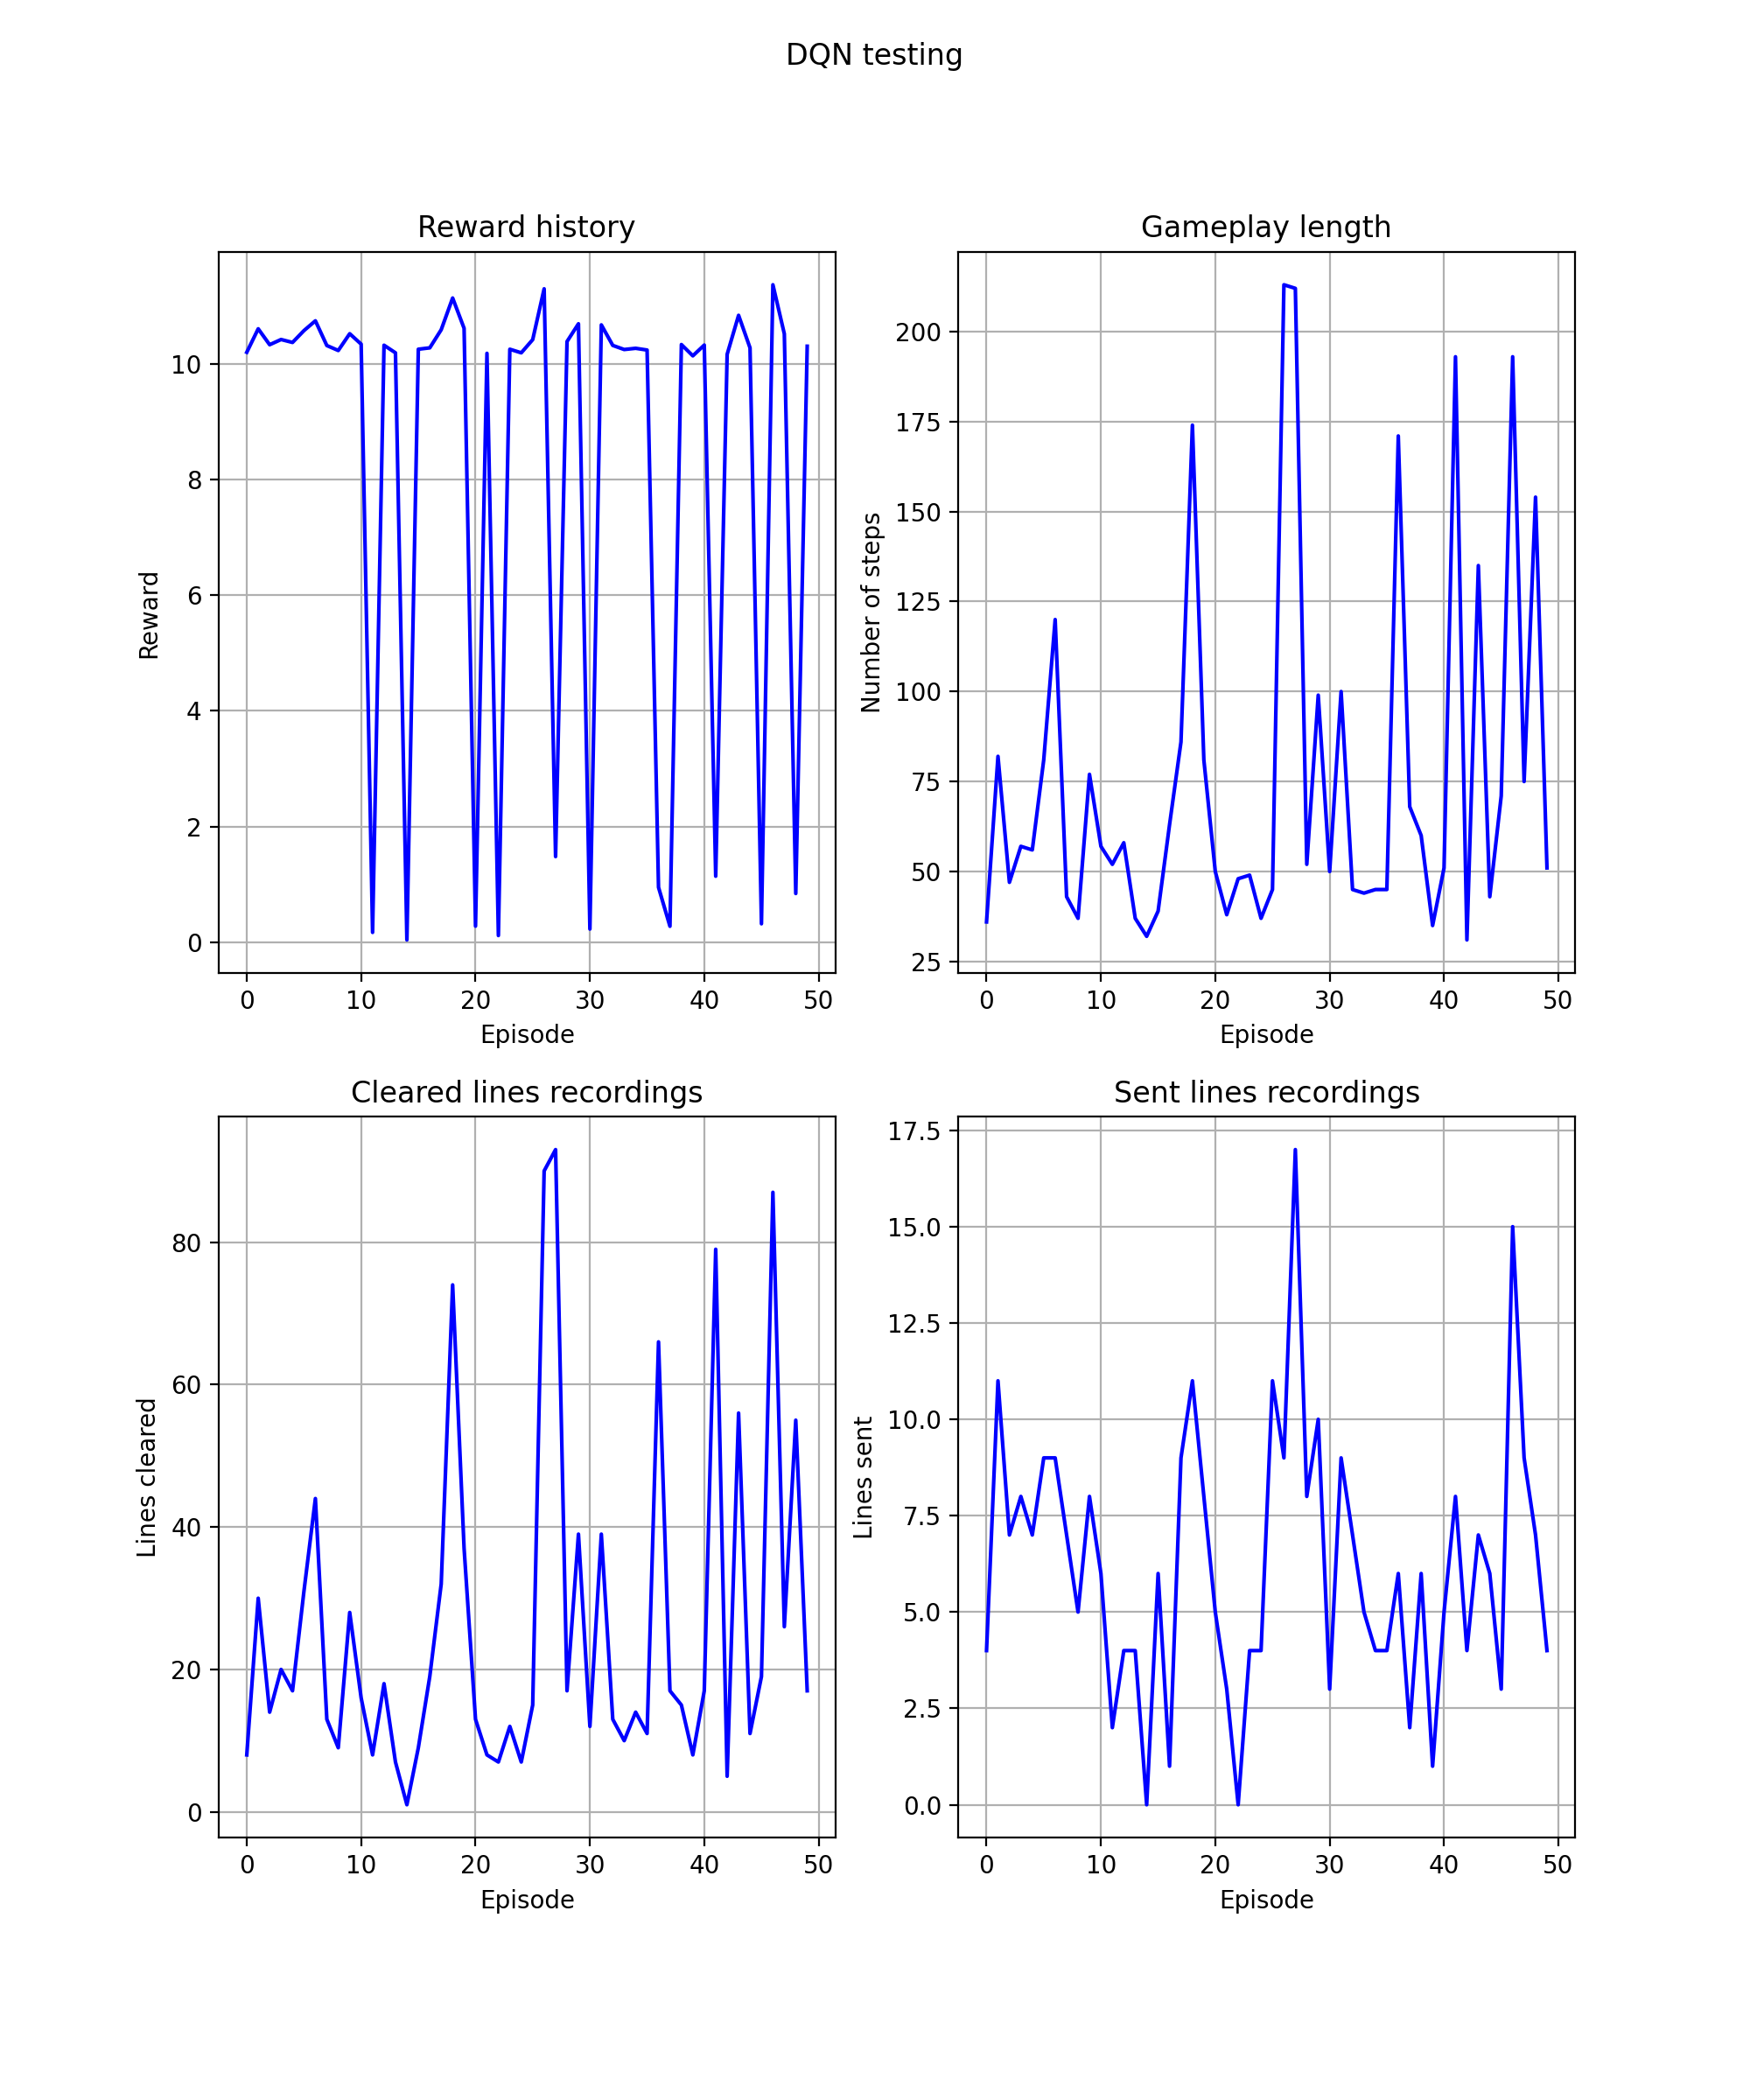 DQN testing
Reward history
Reward
10
8
6
4
2
0
0 10 20 30 40 50
Episode
Gameplay length
Number of steps
200
175
150
125
100
75
50
25
0 10 20 30 40 50
Episode
Cleared lines recordings
Lines cleared
80
60
40
20
0
0 10 20 30 40 50
Episode
Sent lines recordings
Lines sent
17.5
15.0
12.5
10.0
7.5
5.0
2.5
0.0
0 10 20 30 40 50
Episode